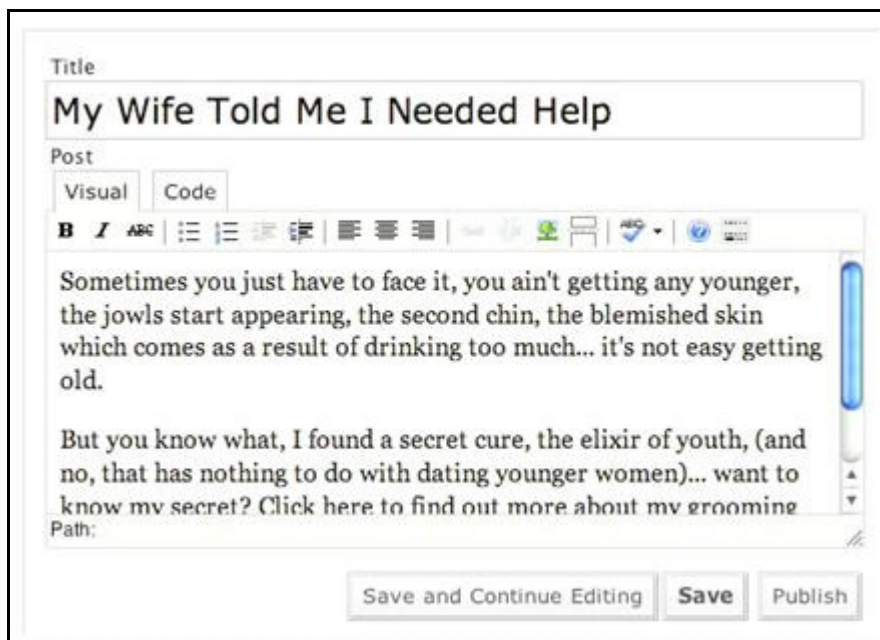 Title
My Wife Told Me I Needed Help
Post
Visual Code
B I ABC ABC
Sometimes you just have to face it, you ain't getting any younger,
the jowls start appearing, the second chin, the blemished skin
which comes as a result of drinking too much... it's not easy getting
old.
But you know what, I found a secret cure, the elixir of youth, (and
no, that has nothing to do with dating younger women)... want to
know my secret? Click here to find out more about my grooming
Path:
Save and Continue Editing Save Publish